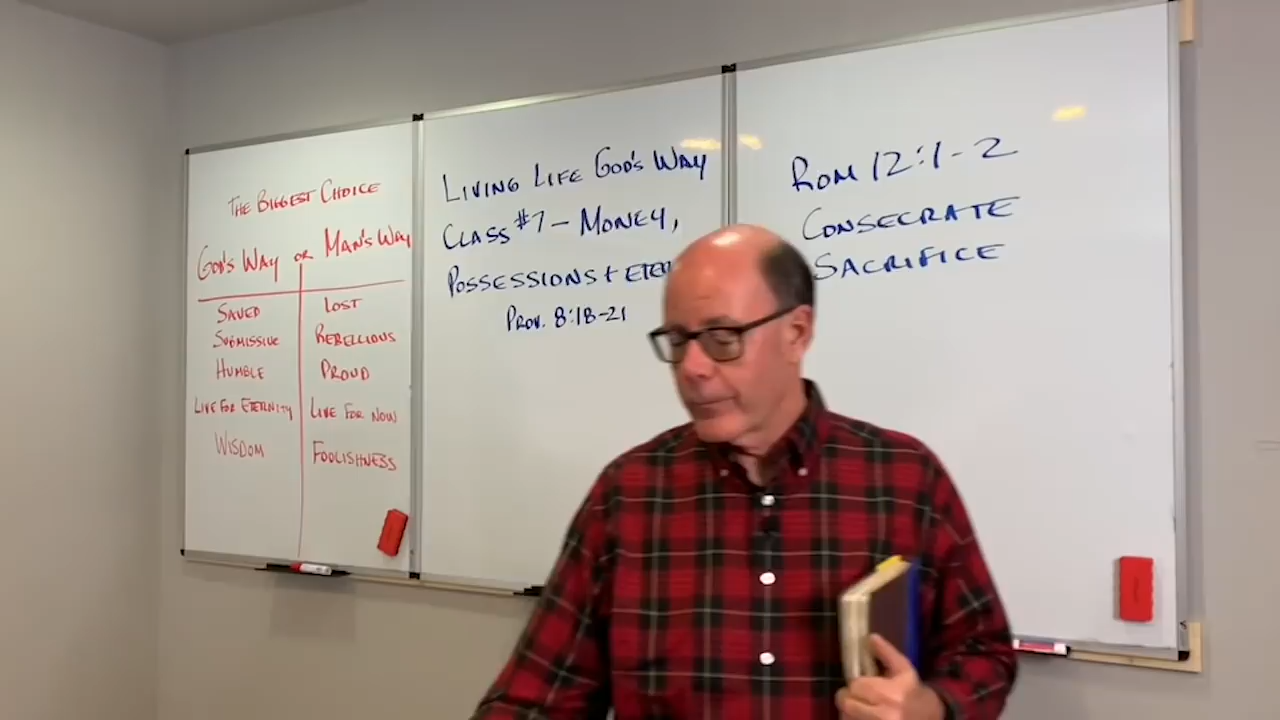 THE BIGGEST CHOICE
GOD'S WAY OR MAN'S WAY
SAVED LOST
SUBMISSIVE REBELLIOUS
HUMBLE PROUD
LIVE FOR ETERNITY LIVE FOR NOW
WISDOM FOOLISHNESS
LIVING LIFE GOD'S WAY
CLASS #7 - MONEY,
POSSESSIONS + ETER
PROV. 8:18-21
ROM 12:1-2
CONSECRATE
SACRIFICE